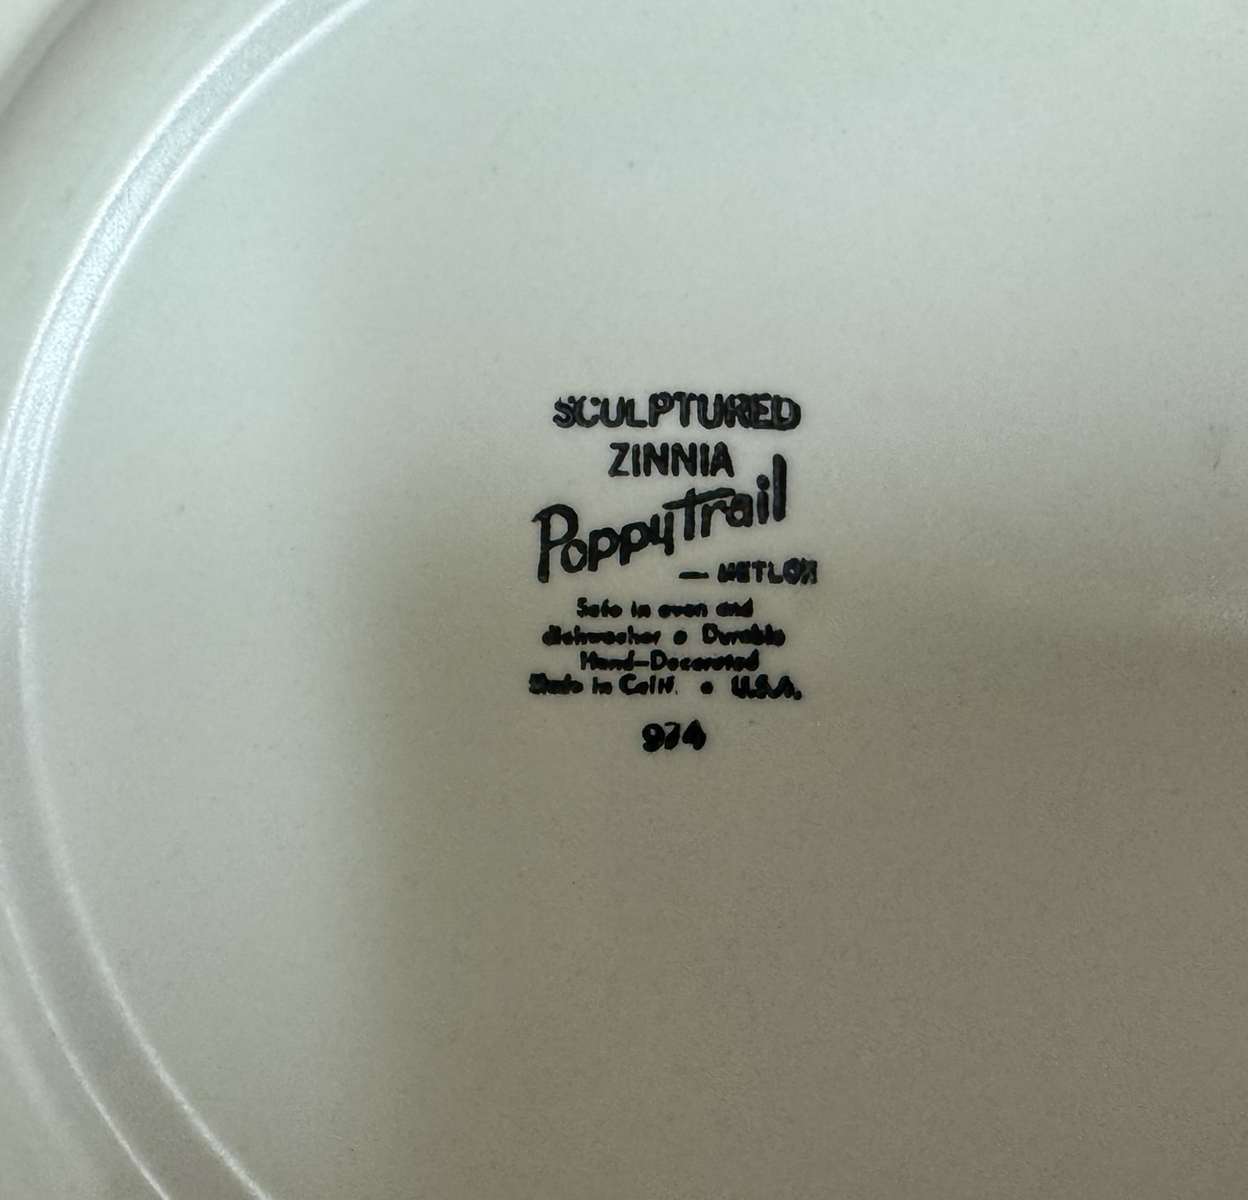 SCULPTURED
ZINNIA
Poppytrail
— METLOX
Safe in oven and
dishwasher • Durable
Hand-Decorated
Made in Calif. • U.S.A.
974